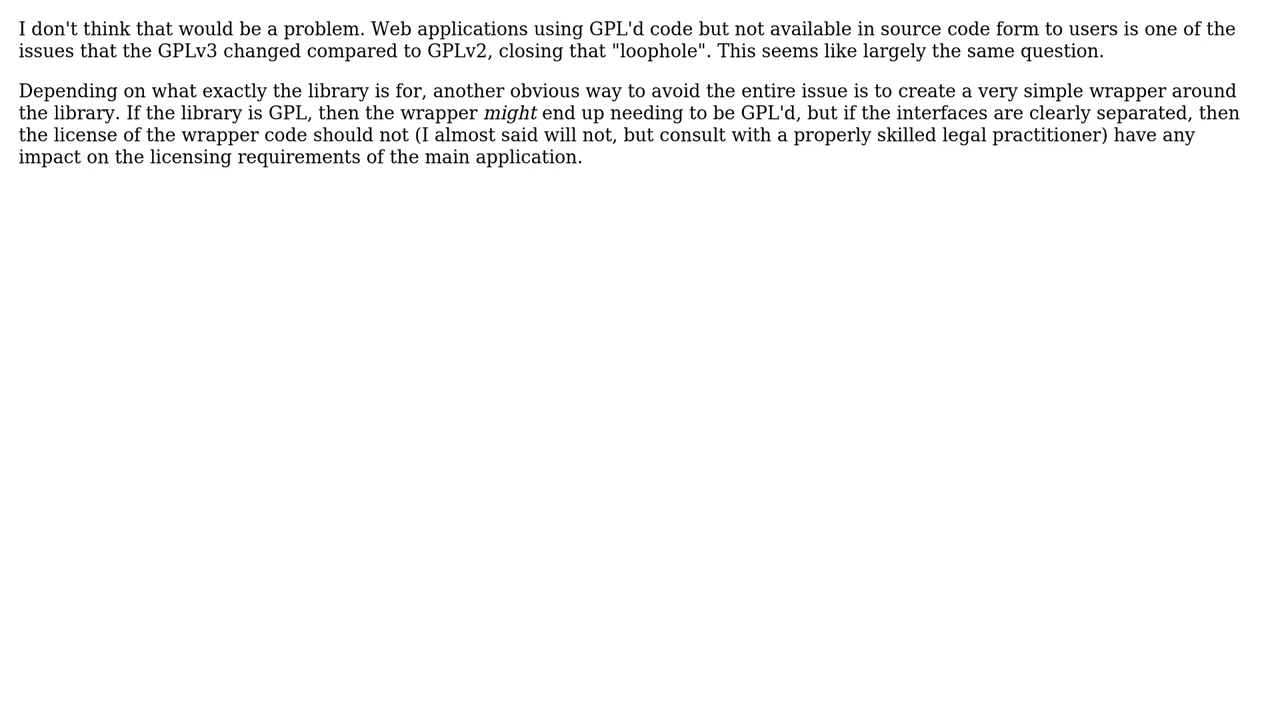 I don't think that would be a problem. Web applications using GPL'd code but not available in source code form to users is one of the
issues that the GPLv3 changed compared to GPLv2, closing that "loophole". This seems like largely the same question.
Depending on what exactly the library is for, another obvious way to avoid the entire issue is to create a very simple wrapper around
the library. If the library is GPL, then the wrapper might end up needing to be GPL'd, but if the interfaces are clearly separated, then
the license of the wrapper code should not (I almost said will not, but consult with a properly skilled legal practitioner) have any
impact on the licensing requirements of the main application.